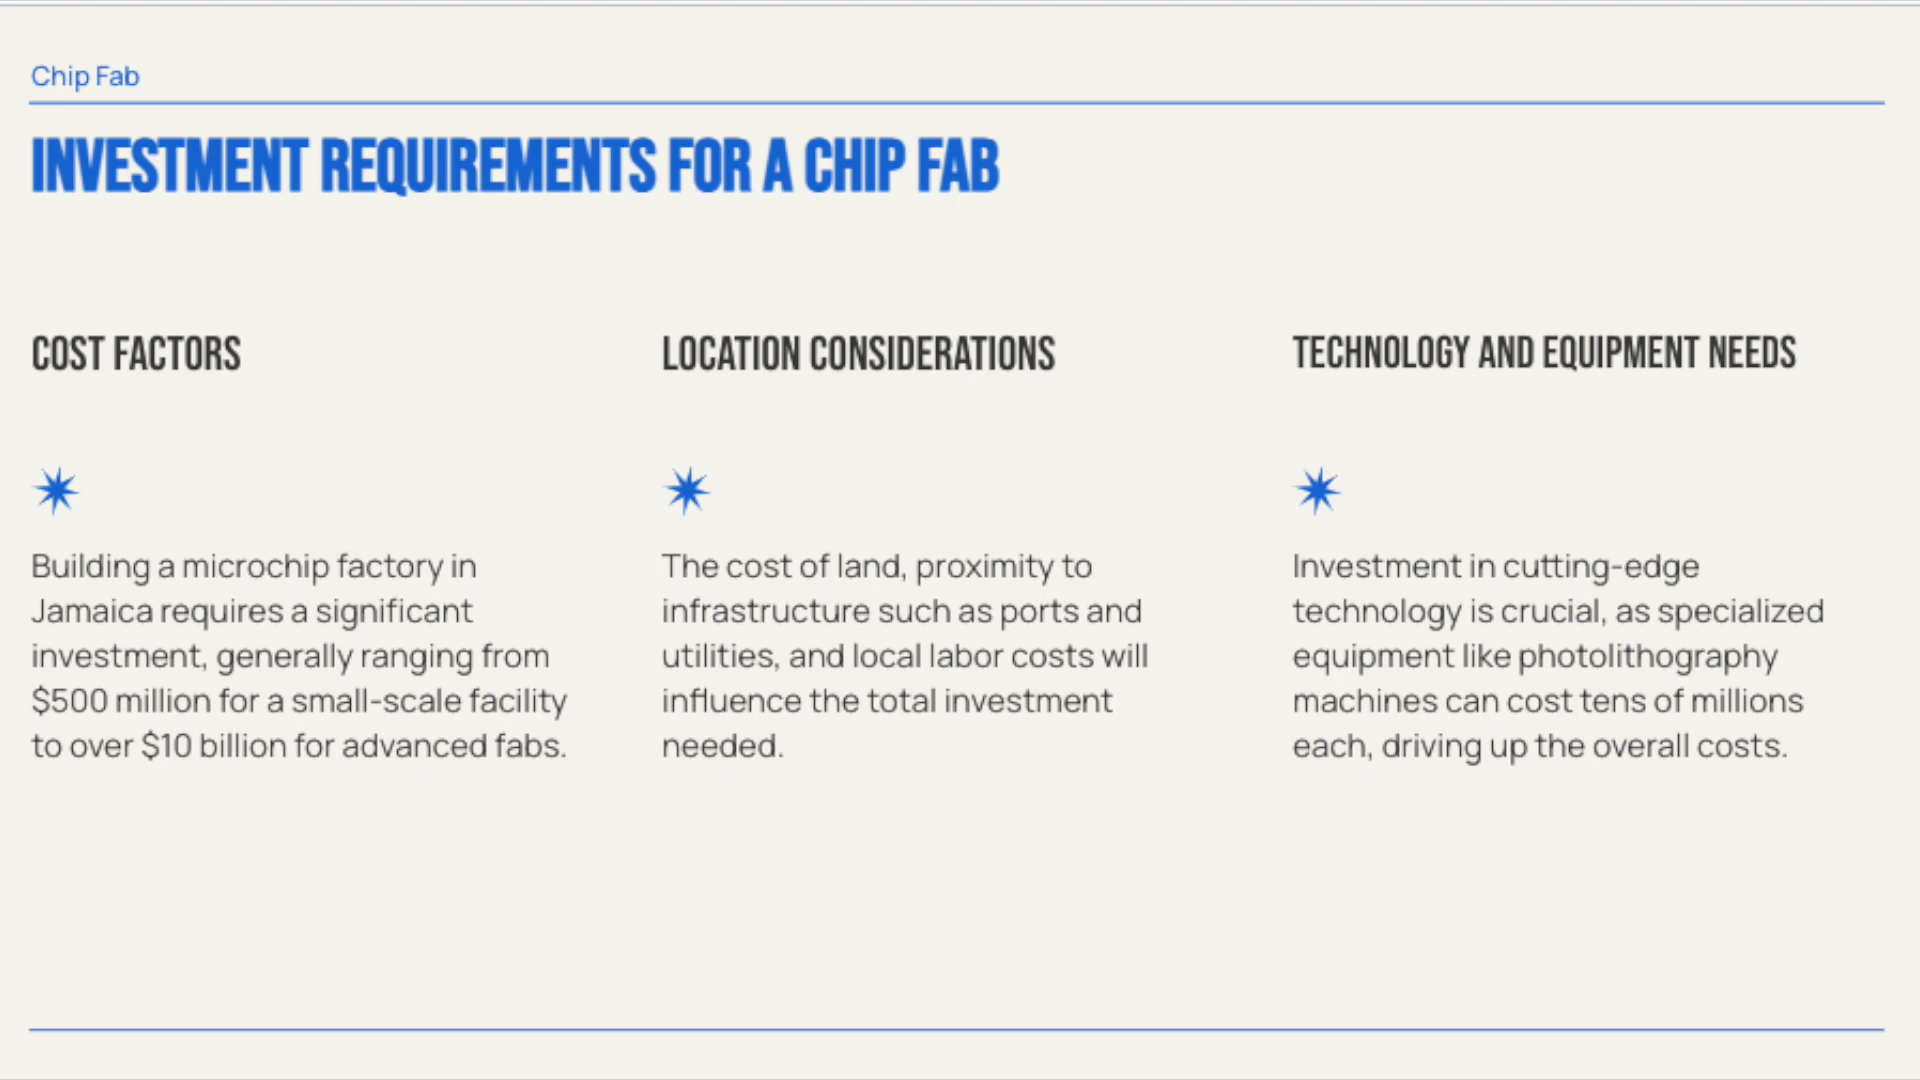 Chip Fab
INVESTMENT REQUIREMENTS FOR A CHIP FAB
COST FACTORS
Building a microchip factory in
Jamaica requires a significant
investment, generally ranging from
$500 million for a small-scale facility
to over $10 billion for advanced fabs.
LOCATION CONSIDERATIONS
The cost of land, proximity to
infrastructure such as ports and
utilities, and local labor costs will
influence the total investment
needed.
TECHNOLOGY AND EQUIPMENT NEEDS
Investment in cutting-edge
technology is crucial, as specialized
equipment like photolithography
machines can cost tens of millions
each, driving up the overall costs.